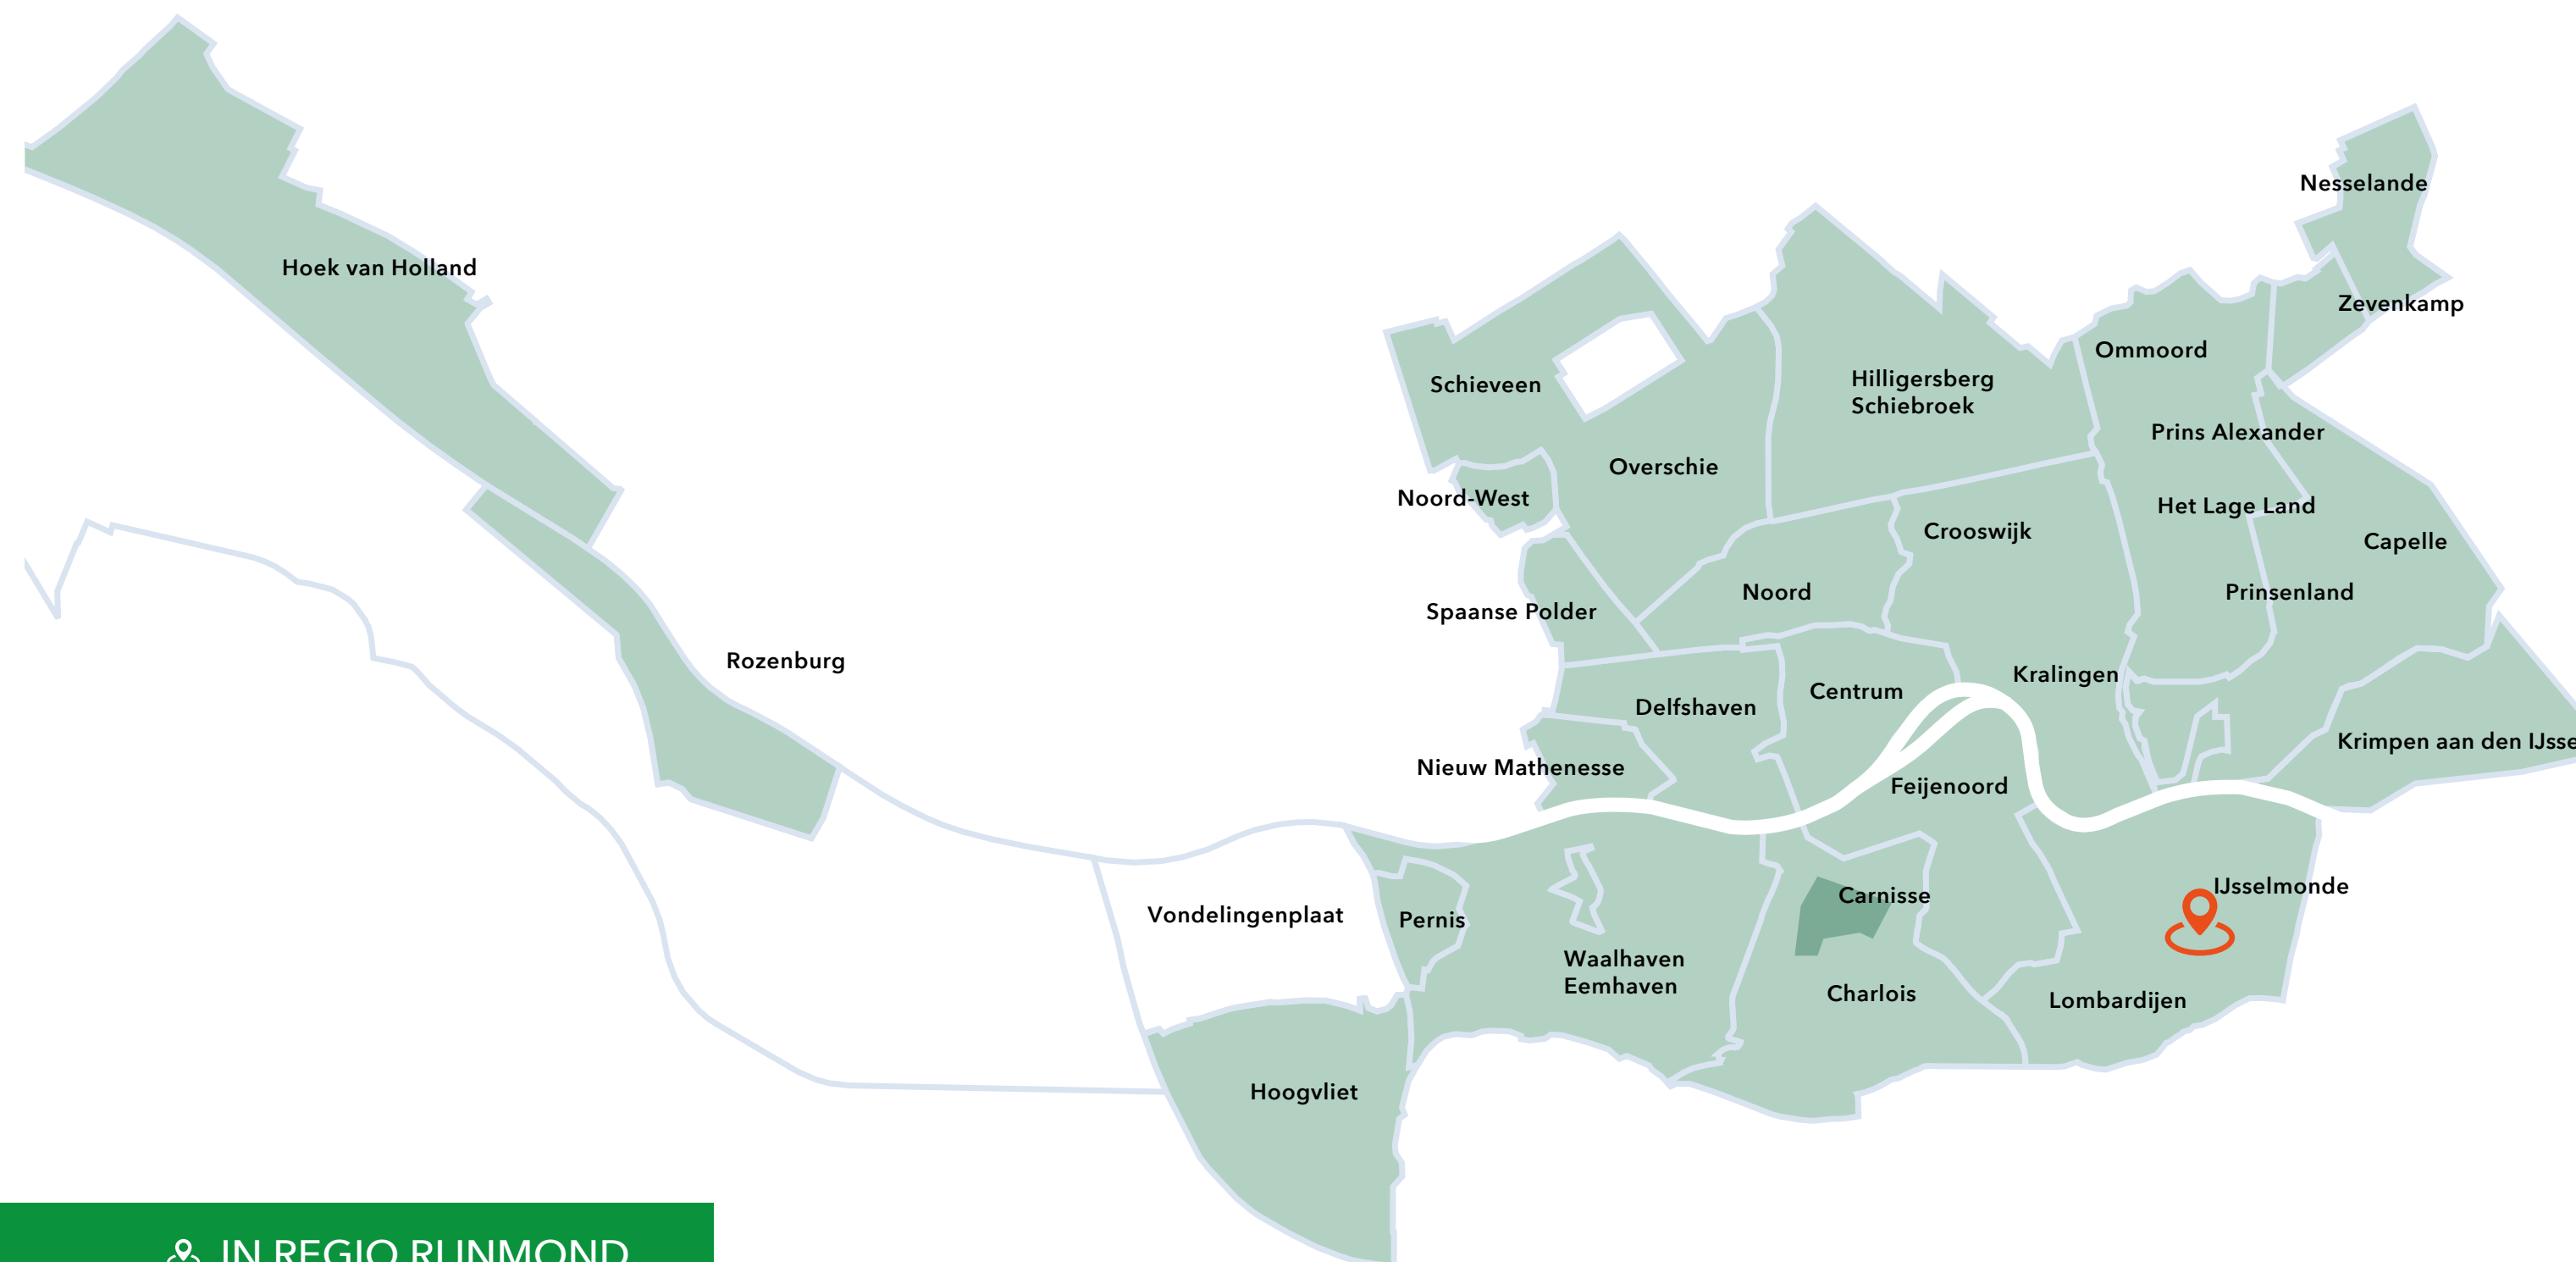 Nesselande
Hoek van Holland
Zevenkamp
Ommoord
Schieveen
Hilligersberg
Schiebroek
Prins Alexander
Overschie
Noord-West
Het Lage Land
Crooswijk
Capelle
Noord
Prinsenland
Spaanse Polder
Rozenburg
Kralingen
Centrum
Delfshaven
Krimpen aan den IJsse
Nieuw Mathenesse
Feijenoord
IJsselmonde
Carnisse
Vondelingenplaat
Pernis
Waalhaven
Eemhaven
Charlois
Lombardijen
Hoogvliet
IN REGIO RIJNMOND